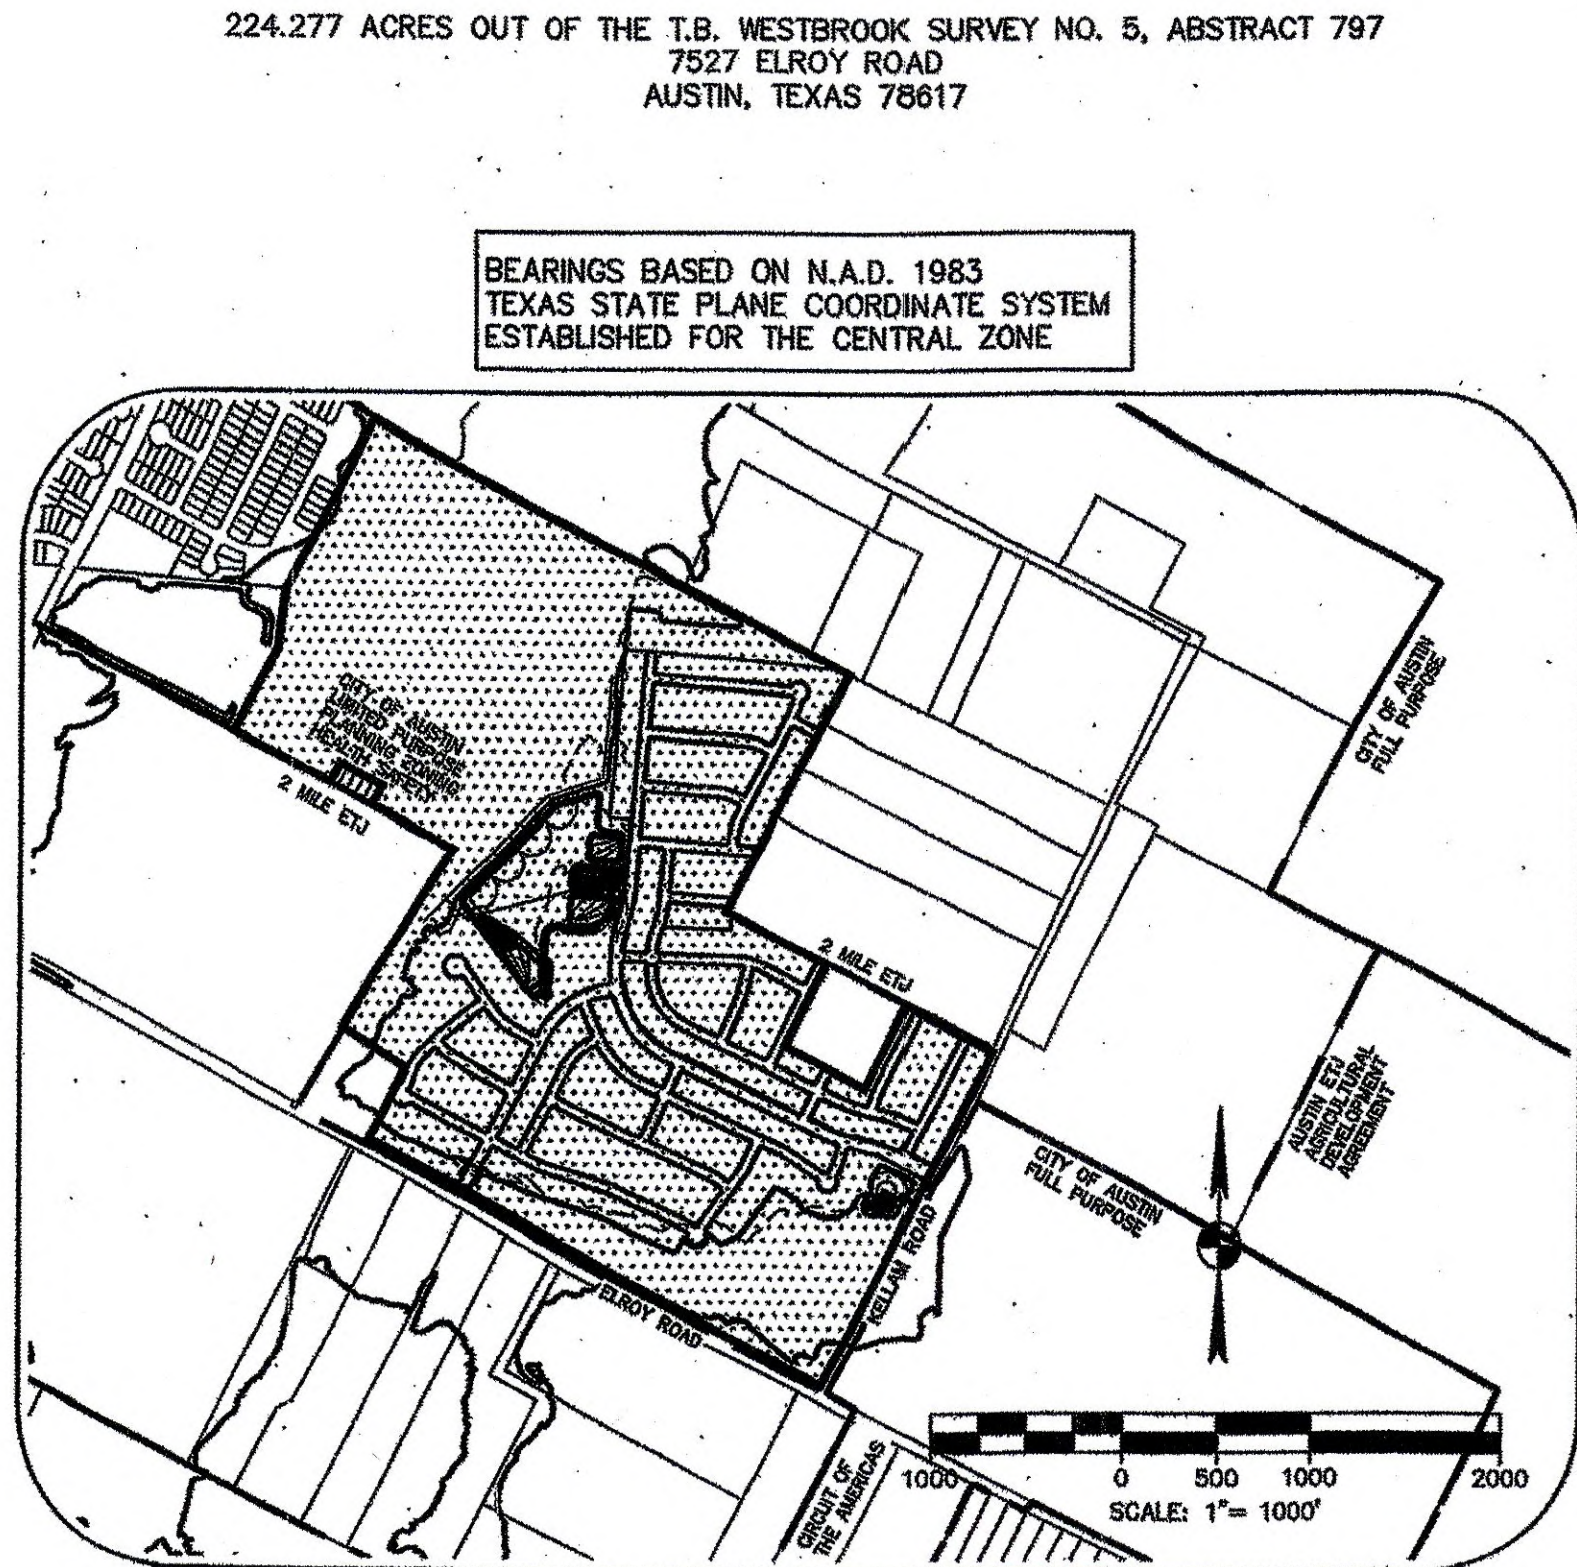 224.277 ACRES OUT OF THE T.B. WESTBROOK SURVEY NO. 5, ABSTRACT 797
7527 ELROY ROAD
AUSTIN, TEXAS 78617
BEARINGS BASED ON N.A.D. 1983
TEXAS STATE PLANE COORDINATE SYSTEM
ESTABLISHED FOR THE CENTRAL ZONE
CITY OF AUSTIN
FULL PURPOSE
CITY OF AUSTIN
LIMITED PURPOSE
PLANNING ZONING
HEALTH SAFETY
2 MILE ETJ
2 MILE ETJ
AUSTIN ETJ
AGRICULTURAL
DEVELOPMENT
AGREEMENT
CITY OF AUSTIN
FULL PURPOSE
KELLAM ROAD
ELROY ROAD
CIRCUIT OF
THE AMERICAS
1000 0 500 1000 2000
SCALE: 1"= 1000'